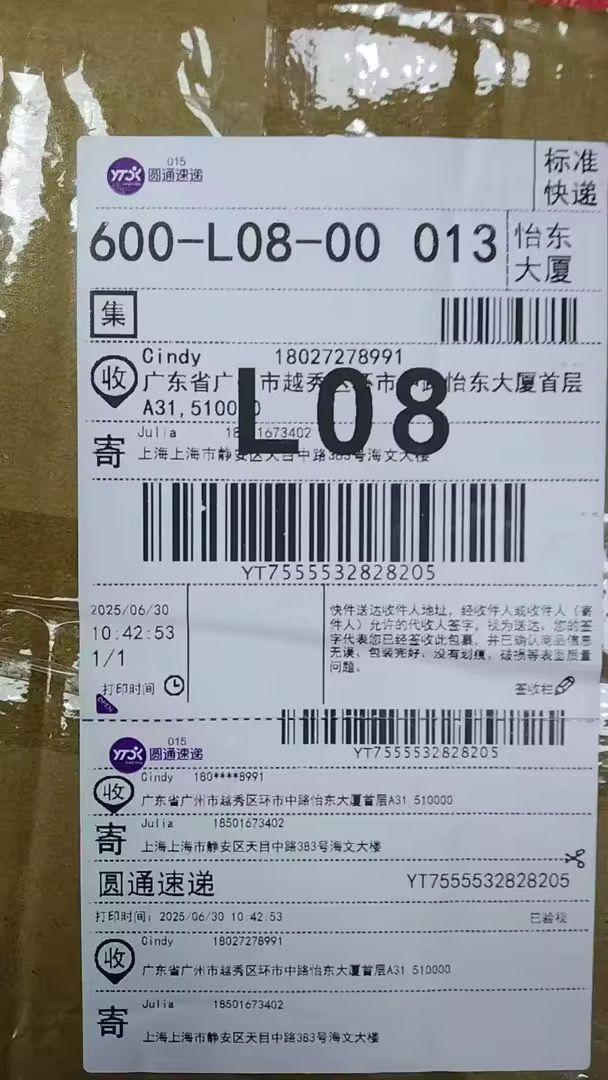 015
YTO 圆通速递
标准
快递
600-L08-00 013
怡东
大厦
集
收
Cindy 18027278991
广东省广 市越秀区环市中路怡东大厦首层
A31,510000
L08
寄
Julia 18501673402
上海上海市静安区天目中路383号海文大楼
YT7555532828205
2025/06/30
10:42:53
1/1
打印时间
快件送达收件人地址，经收件人或收件人（寄
件人）允许的代收人签字，视为送达。您的签
字代表您已经签收此包裹，并已确认商品信息
无误、包装完好、没有划痕、破损等表面质量
问题。
签收栏
015
YTO 圆通速递
YT7555532828205
收
Cindy 180****8991
广东省广州市越秀区环市中路怡东大厦首层A31 510000
寄
Julia 18501673402
上海上海市静安区天目中路383号海文大楼
圆通速递 YT7555532828205
打印时间：2025/06/30 10:42:53 已验视
收
Cindy 18027278991
广东省广州市越秀区环市中路怡东大厦首层A31 510000
寄
Julia 18501673402
上海上海市静安区天目中路383号海文大楼